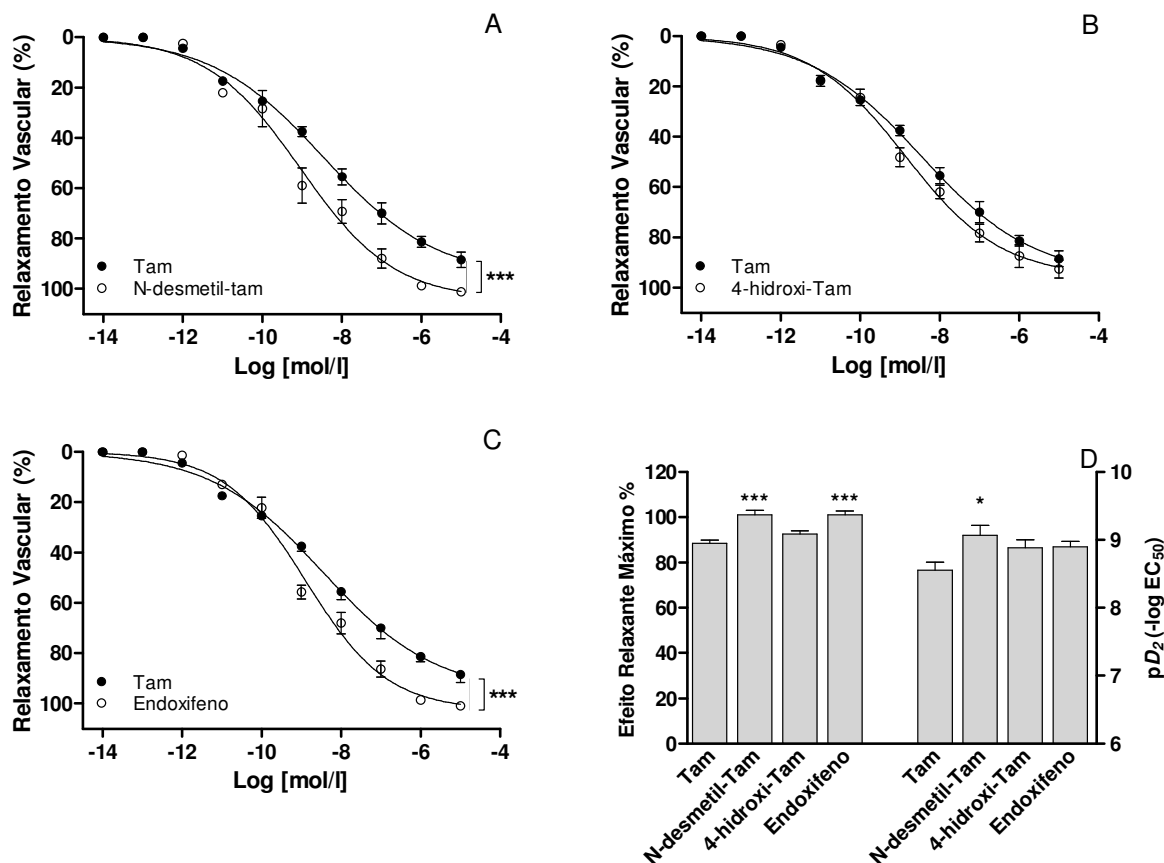 A
Relaxamento Vascular (%)
0
20
40
60
80
100
Tam
N-desmetil-tam
***
-14 -12 -10 -8 -6 -4
Log [mol/l]
B
Relaxamento Vascular (%)
0
20
40
60
80
100
Tam
4-hidroxi-Tam
-14 -12 -10 -8 -6 -4
Log [mol/l]
C
Relaxamento Vascular (%)
0
20
40
60
80
100
Tam
Endoxifeno
***
-14 -12 -10 -8 -6 -4
Log [mol/l]
D
Efeito Relaxante Máximo %
120
100
80
60
40
20
0
*** *** *
10
9
8
7
6
pD₂ (-log EC₅₀)
Tam
N-desmetil-Tam
4-hidroxi-Tam
Endoxifeno
Tam
N-desmetil-Tam
4-hidroxi-Tam
Endoxifeno